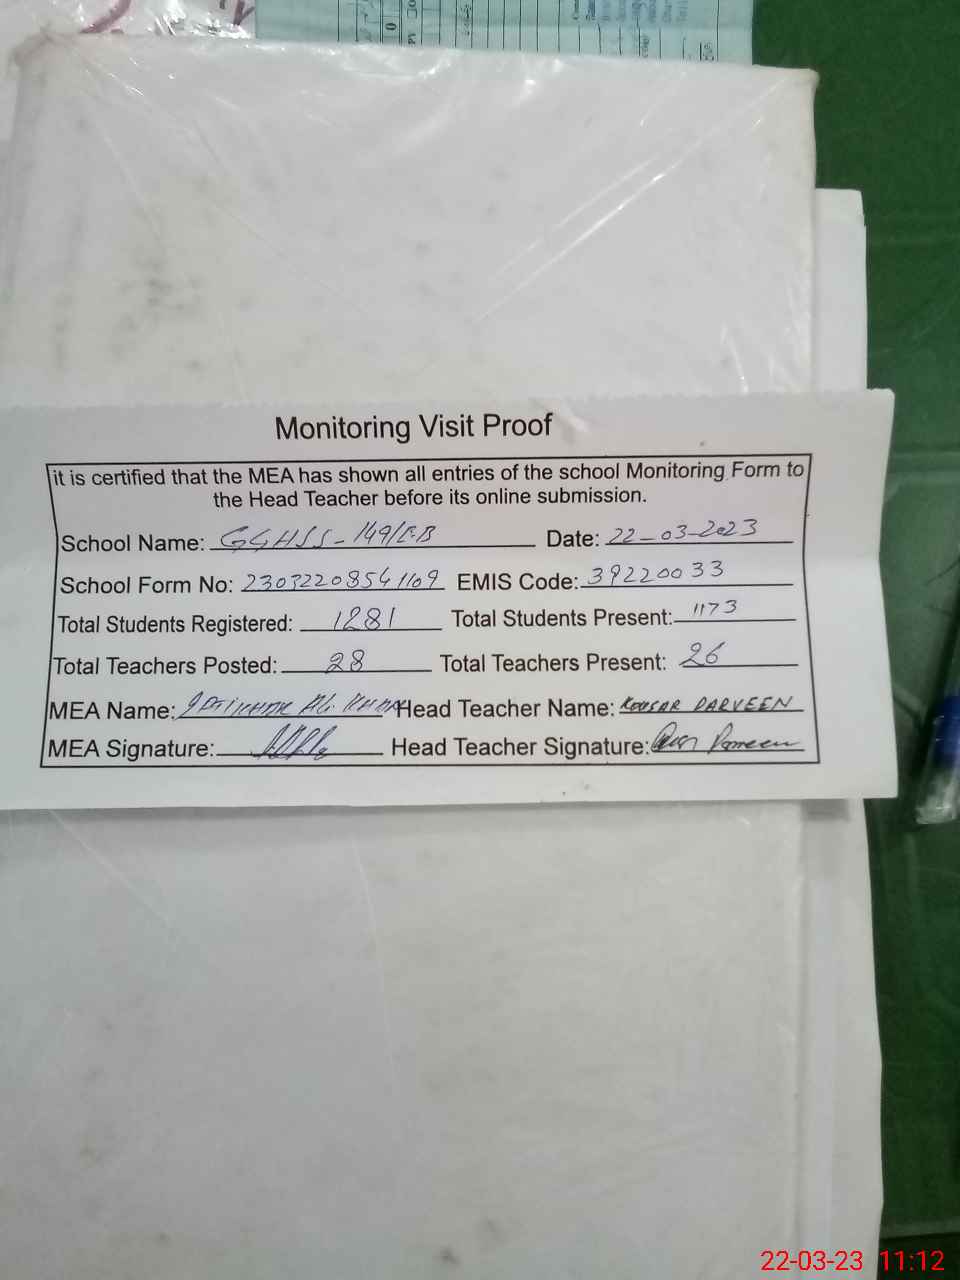 Monitoring Visit Proof
it is certified that the MEA has shown all entries of the school Monitoring Form to
the Head Teacher before its online submission.
School Name: GGHSS-149/E.B Date: 22-03-2023
School Form No: 23032208541109 EMIS Code: 39220033
Total Students Registered: 1281 Total Students Present: 1173
Total Teachers Posted: 28 Total Teachers Present: 26
MEA Name: Head Teacher Name: KOUSAR PARVEEN
MEA Signature: Head Teacher Signature: Parveen
22-03-23 11:12